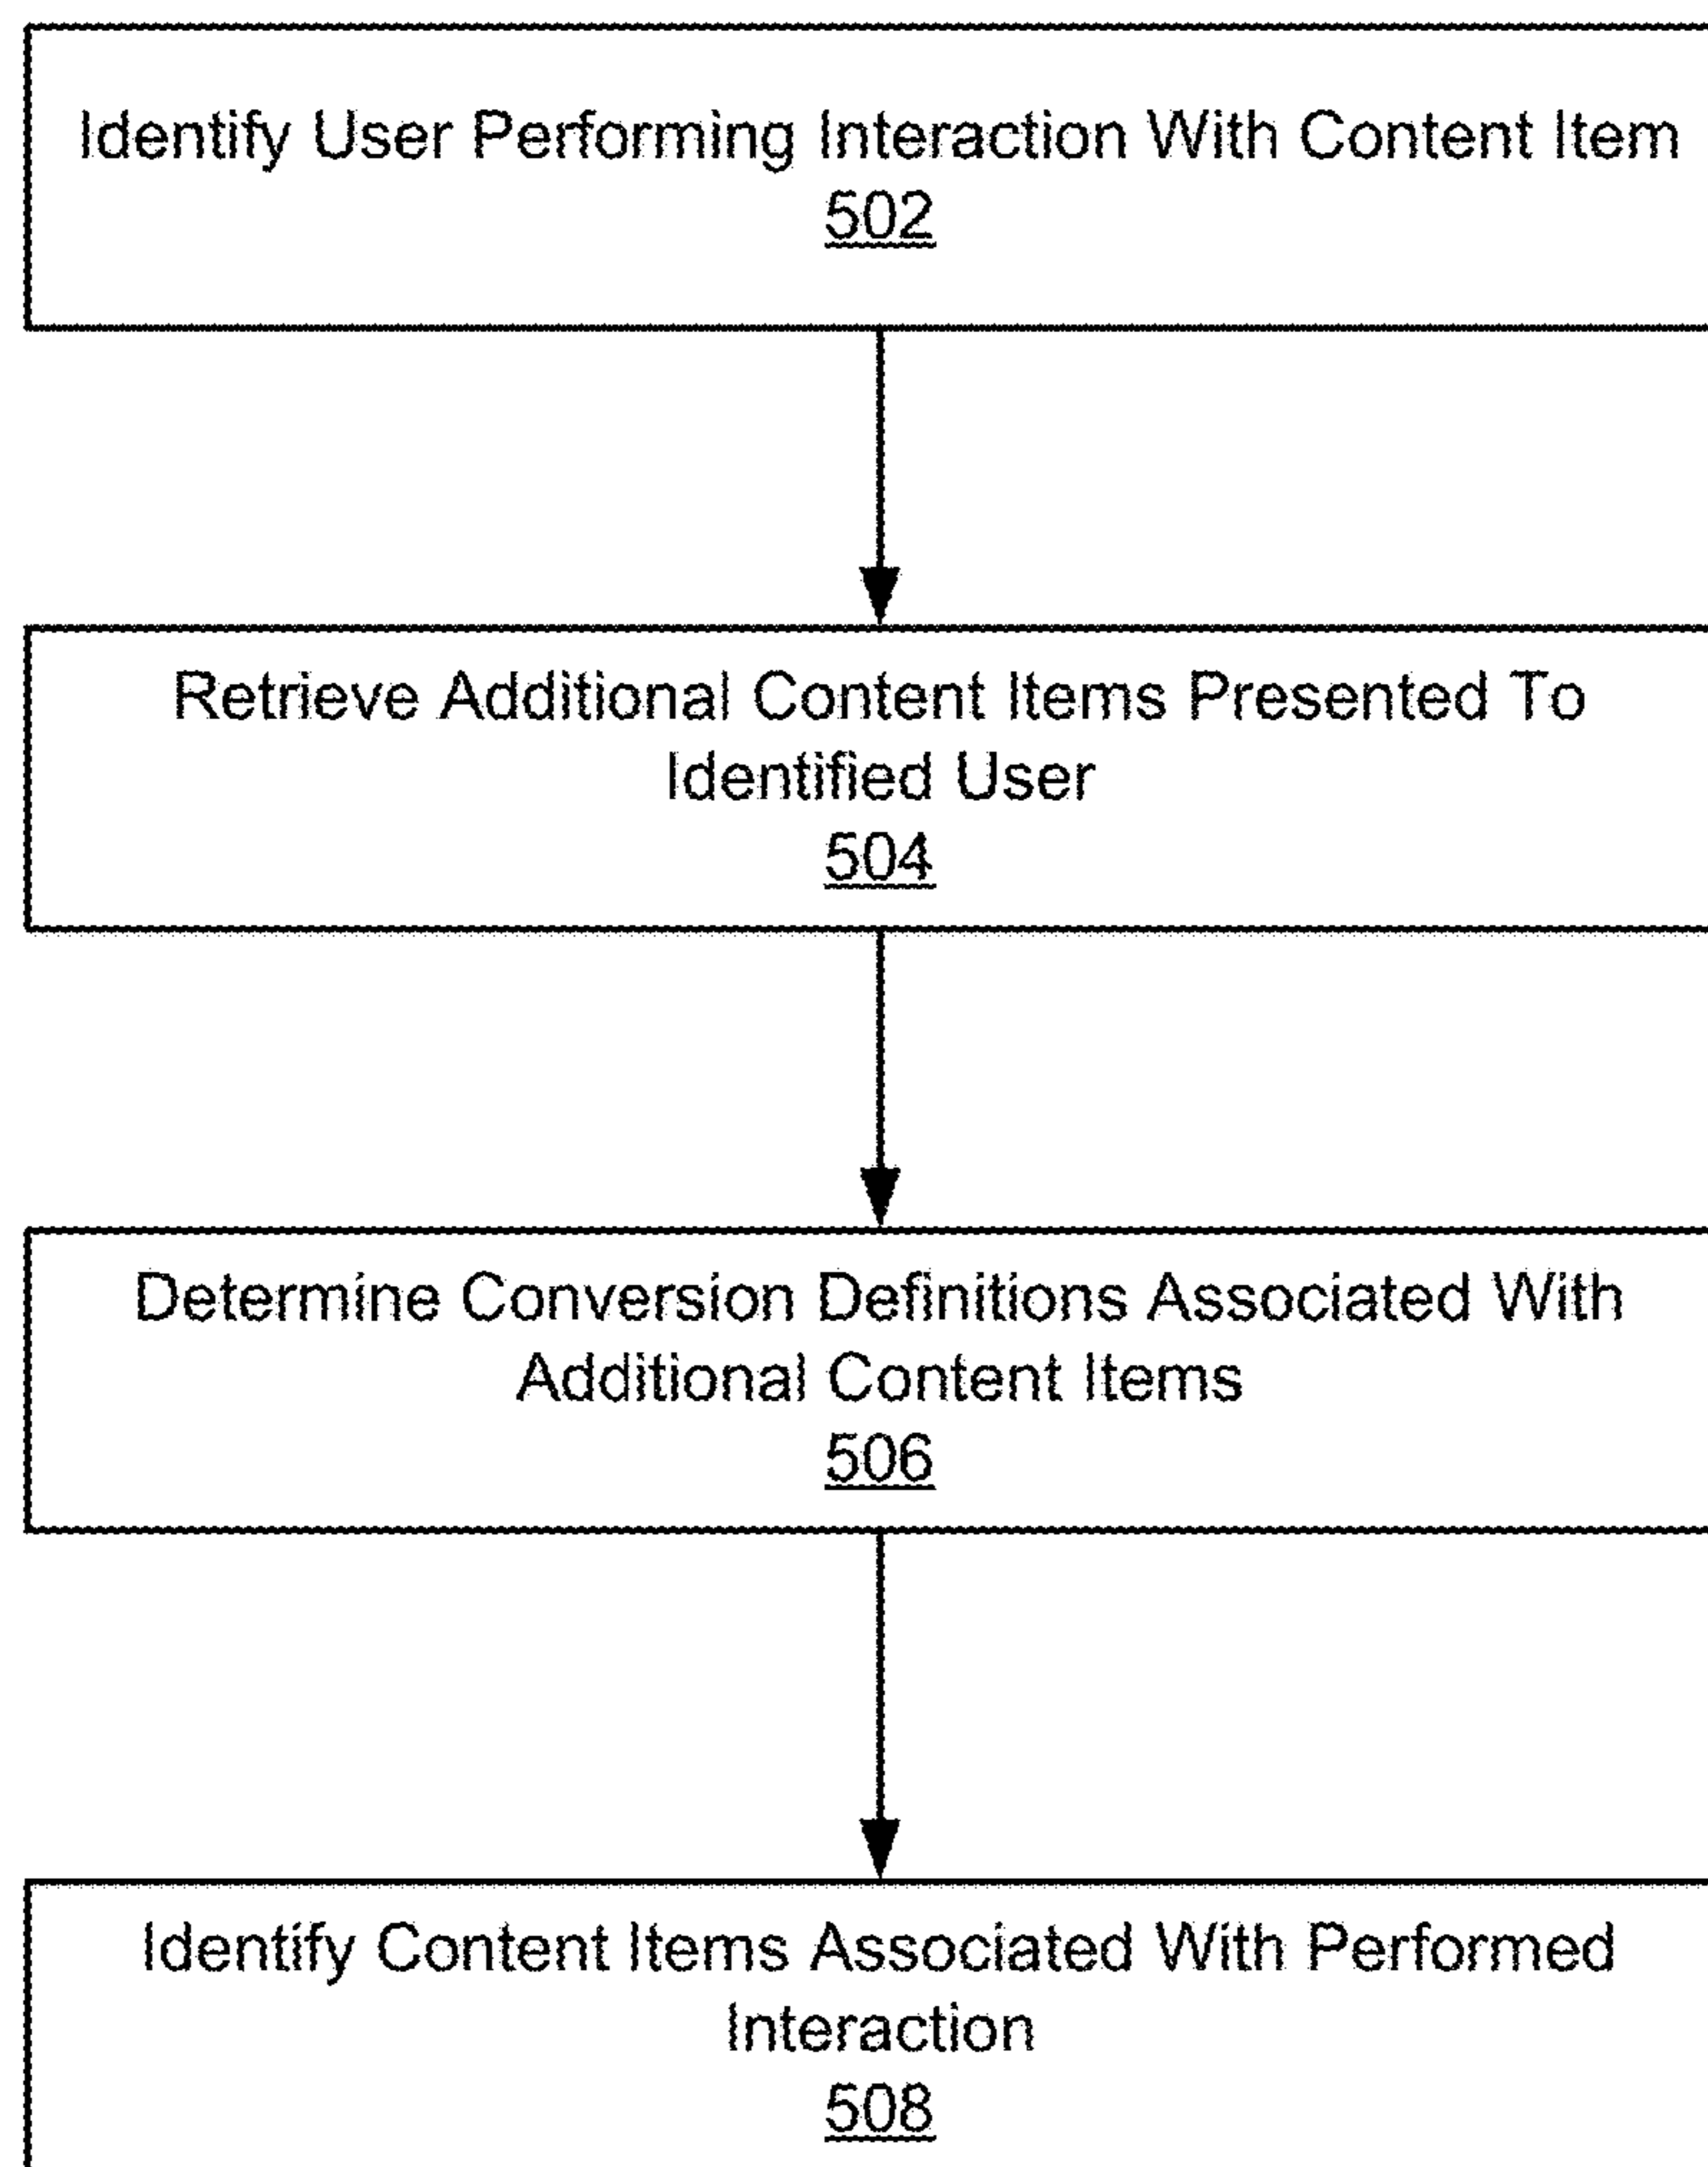 Identify User Performing Interaction With Content Item
502
Retrieve Additional Content Items Presented To
Identified User
504
Determine Conversion Definitions Associated With
Additional Content Items
506
Identify Content Items Associated With Performed
Interaction
508